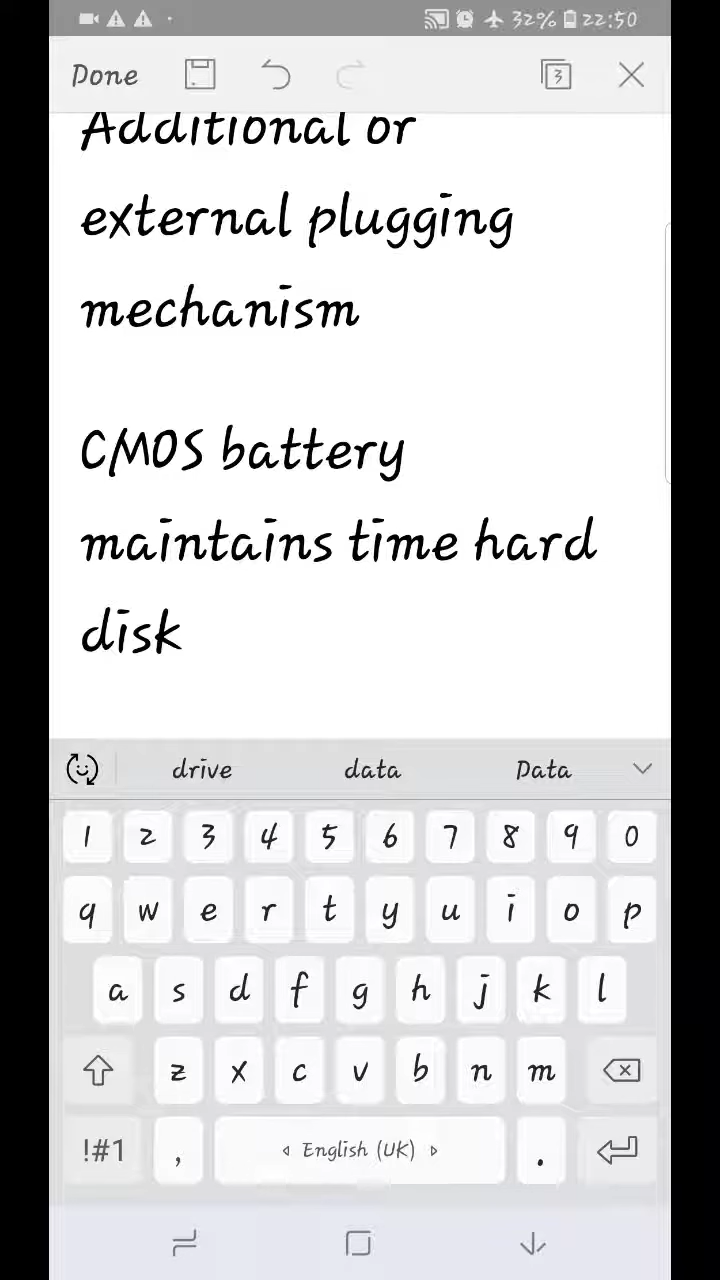 32% 22:50
Done 3
Additional or
external plugging
mechanism
CMOS battery
maintains time hard
disk
drive data Data
1 2 3 4 5 6 7 8 9 0
q w e r t y u i o p
a s d f g h j k l
z x c v b n m
!#1 , English (UK) .